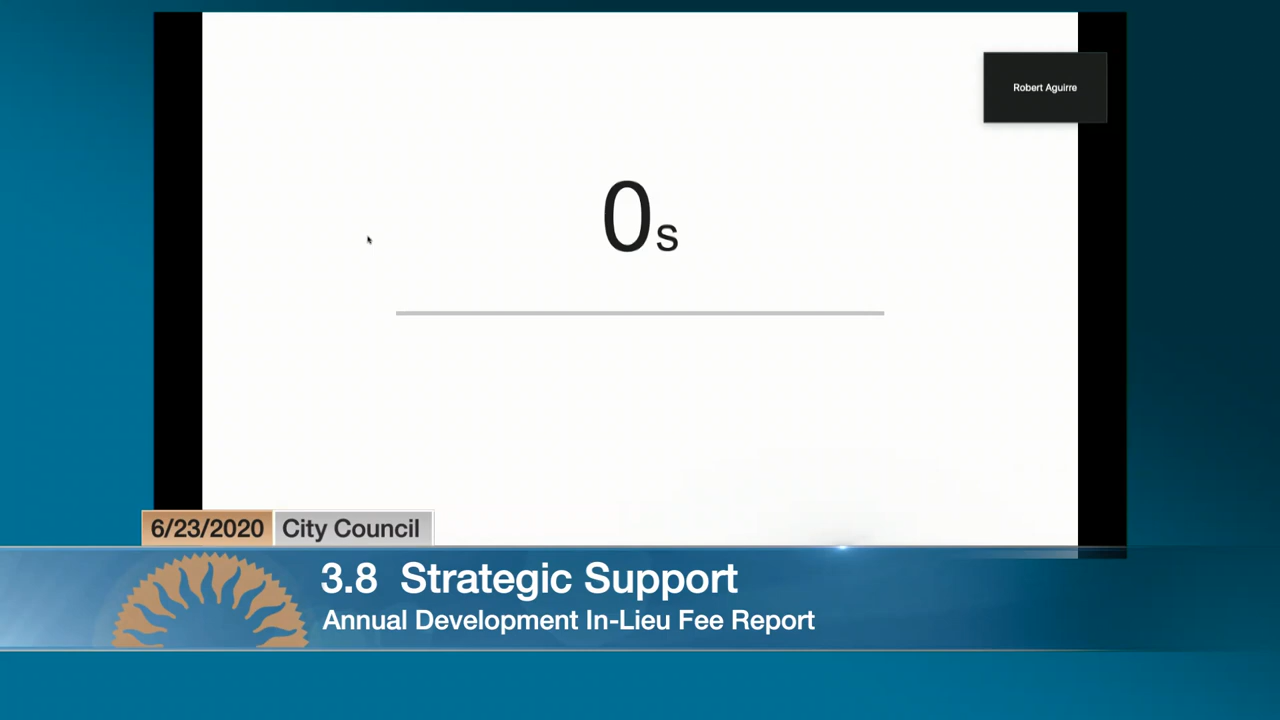 Robert Aguirre
0s
6/23/2020 City Council
3.8 Strategic Support
Annual Development In-Lieu Fee Report